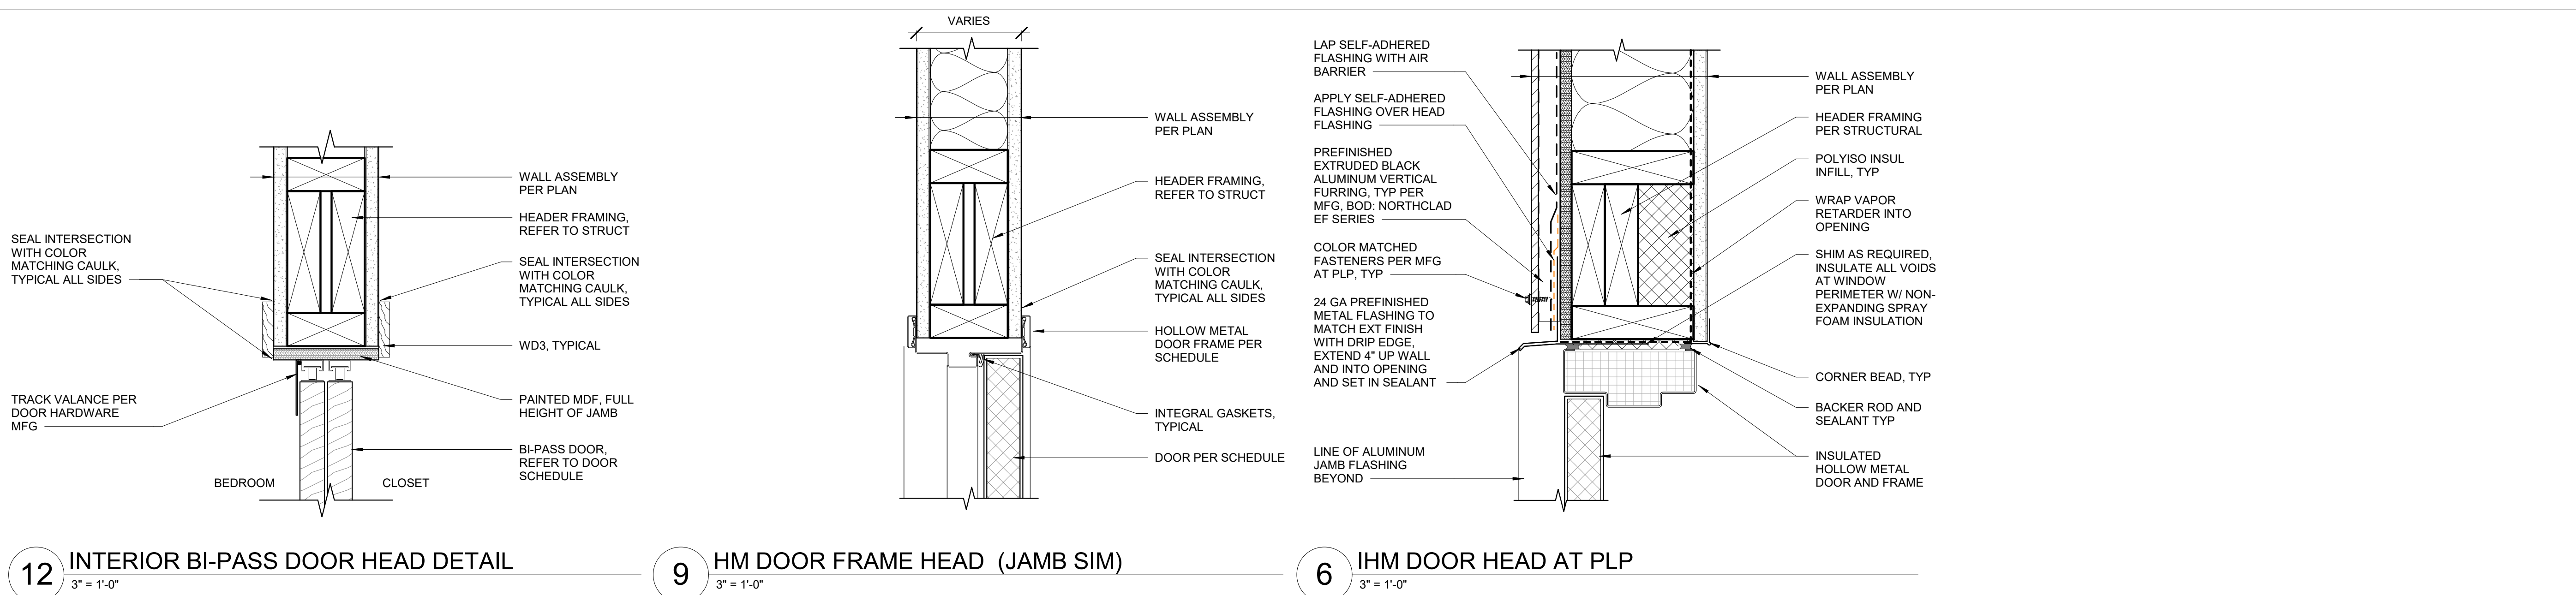 WALL ASSEMBLY
PER PLAN
HEADER FRAMING,
REFER TO STRUCT
SEAL INTERSECTION
WITH COLOR
MATCHING CAULK,
TYPICAL ALL SIDES
SEAL INTERSECTION
WITH COLOR
MATCHING CAULK,
TYPICAL ALL SIDES
WD3, TYPICAL
TRACK VALANCE PER
DOOR HARDWARE
MFG
PAINTED MDF, FULL
HEIGHT OF JAMB
BI-PASS DOOR,
REFER TO DOOR
SCHEDULE
BEDROOM
CLOSET
12
INTERIOR BI-PASS DOOR HEAD DETAIL
3" = 1'-0"
VARIES
WALL ASSEMBLY
PER PLAN
HEADER FRAMING,
REFER TO STRUCT
SEAL INTERSECTION
WITH COLOR
MATCHING CAULK,
TYPICAL ALL SIDES
HOLLOW METAL
DOOR FRAME PER
SCHEDULE
INTEGRAL GASKETS,
TYPICAL
DOOR PER SCHEDULE
9
HM DOOR FRAME HEAD (JAMB SIM)
3" = 1'-0"
LAP SELF-ADHERED
FLASHING WITH AIR
BARRIER
APPLY SELF-ADHERED
FLASHING OVER HEAD
FLASHING
PREFINISHED
EXTRUDED BLACK
ALUMINUM VERTICAL
FURRING, TYP PER
MFG, BOD: NORTHCLAD
EF SERIES
COLOR MATCHED
FASTENERS PER MFG
AT PLP, TYP
24 GA PREFINISHED
METAL FLASHING TO
MATCH EXT FINISH
WITH DRIP EDGE,
EXTEND 4" UP WALL
AND INTO OPENING
AND SET IN SEALANT
LINE OF ALUMINUM
JAMB FLASHING
BEYOND
WALL ASSEMBLY
PER PLAN
HEADER FRAMING
PER STRUCTURAL
POLYISO INSUL
INFILL, TYP
WRAP VAPOR
RETARDER INTO
OPENING
SHIM AS REQUIRED,
INSULATE ALL VOIDS
AT WINDOW
PERIMETER W/ NON-
EXPANDING SPRAY
FOAM INSULATION
CORNER BEAD, TYP
BACKER ROD AND
SEALANT TYP
INSULATED
HOLLOW METAL
DOOR AND FRAME
6
IHM DOOR HEAD AT PLP
3" = 1'-0"